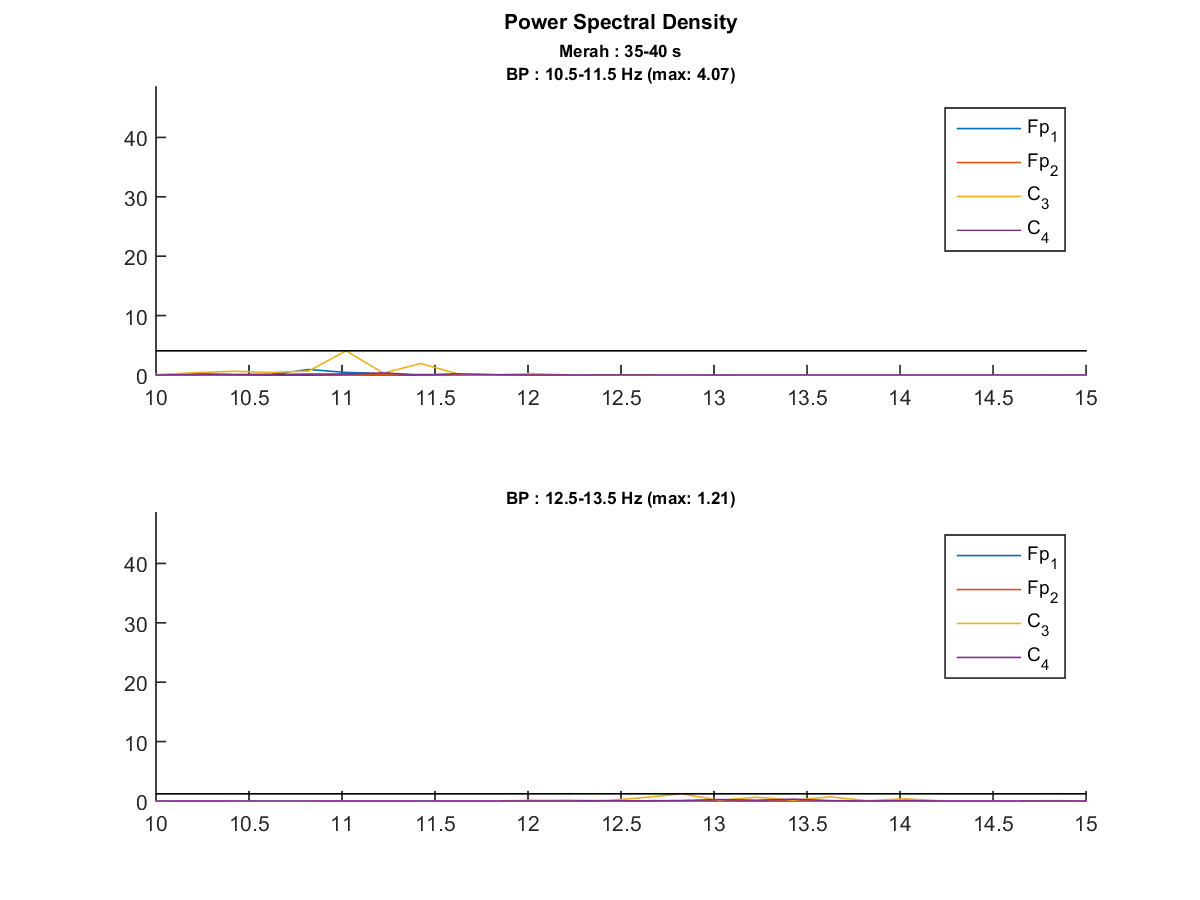 Power Spectral Density
Merah : 35-40 s
BP : 10.5-11.5 Hz (max: 4.07)
40
30
20
10
0
10 10.5 11 11.5 12 12.5 13 13.5 14 14.5 15
Fp1
Fp2
C3
C4
BP : 12.5-13.5 Hz (max: 1.21)
40
30
20
10
0
10 10.5 11 11.5 12 12.5 13 13.5 14 14.5 15
Fp1
Fp2
C3
C4